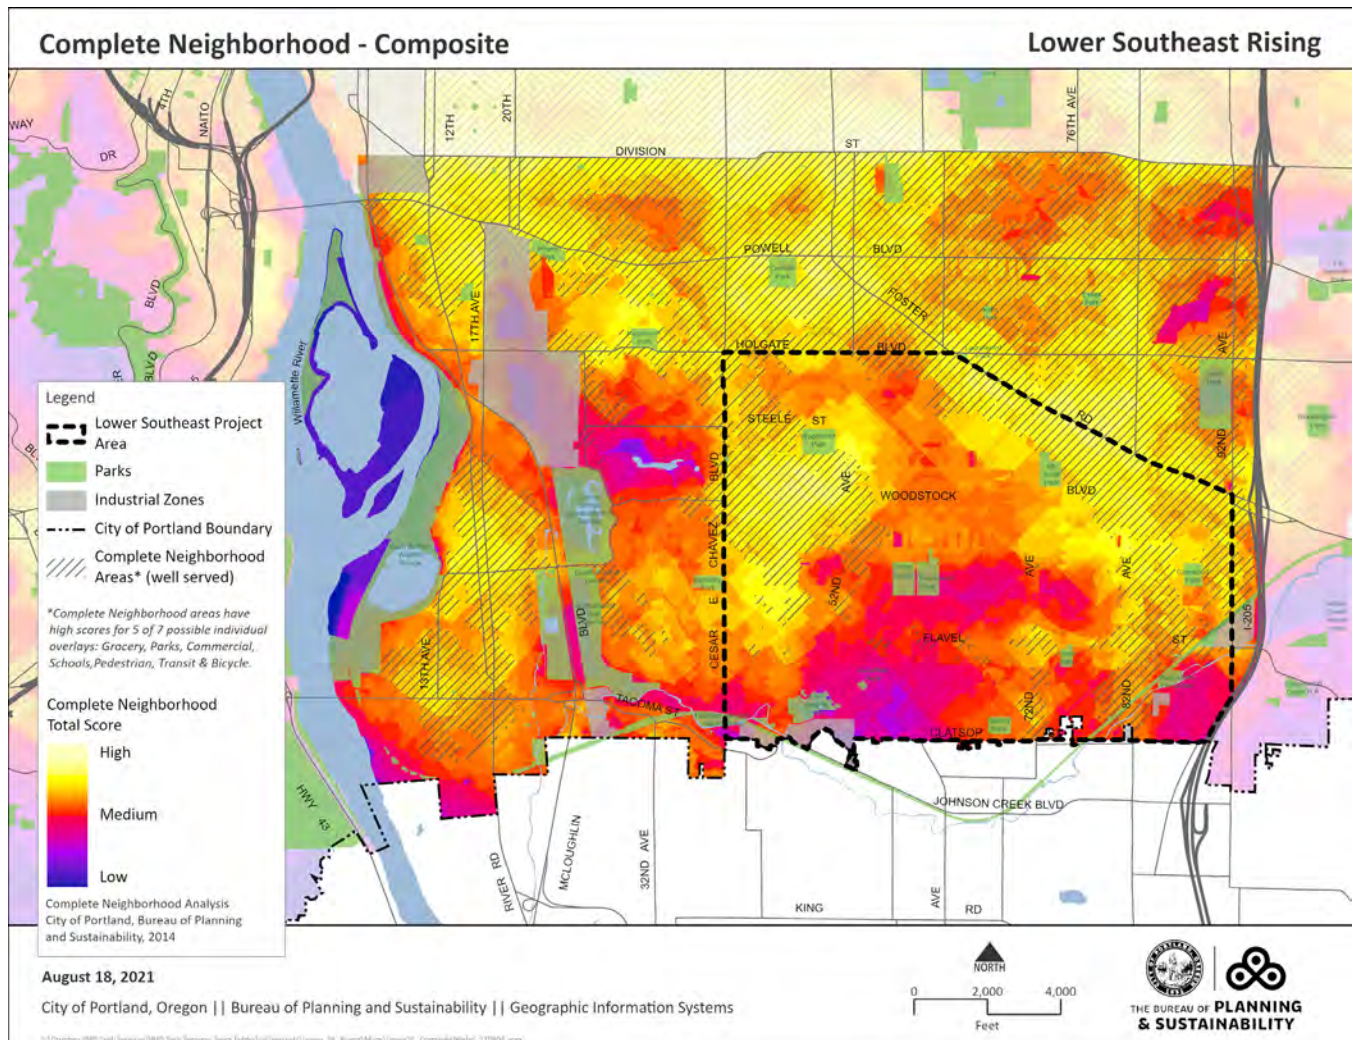 Complete Neighborhood - Composite
Lower Southeast Rising
WAY
DR
4TH
NAITO
12TH
20TH
76TH AVE
DIVISION
ST
BLVD
POWELL
BLVD
FOSTER
17TH AVE
Willamette River
HOLGATE
BLVD
AVE
RD
BLVD
STEELE
ST
92ND
BLVD
AVE
WOODSTOCK
BLVD
CHAVEZ
E
CESAR
52ND
AVE
AVE
FLAVEL
ST
I-205
BLVD
13TH AVE
TACOMA ST
72ND
82ND
CLATSOP
HWY 43
JOHNSON CREEK BLVD
RIVER RD
MCLOUGHLIN
32ND AVE
KING
AVE
RD
Legend
Lower Southeast Project
Area
Parks
Industrial Zones
City of Portland Boundary
Complete Neighborhood
Areas* (well served)
*Complete Neighborhood areas have
high scores for 5 of 7 possible individual
overlays: Grocery, Parks, Commercial,
Schools,Pedestrian, Transit & Bicycle.
Complete Neighborhood
Total Score
High
Medium
Low
Complete Neighborhood Analysis
City of Portland, Bureau of Planning
and Sustainability, 2014
August 18, 2021
City of Portland, Oregon || Bureau of Planning and Sustainability || Geographic Information Systems
NORTH
0 2,000 4,000
Feet
THE BUREAU OF PLANNING
& SUSTAINABILITY